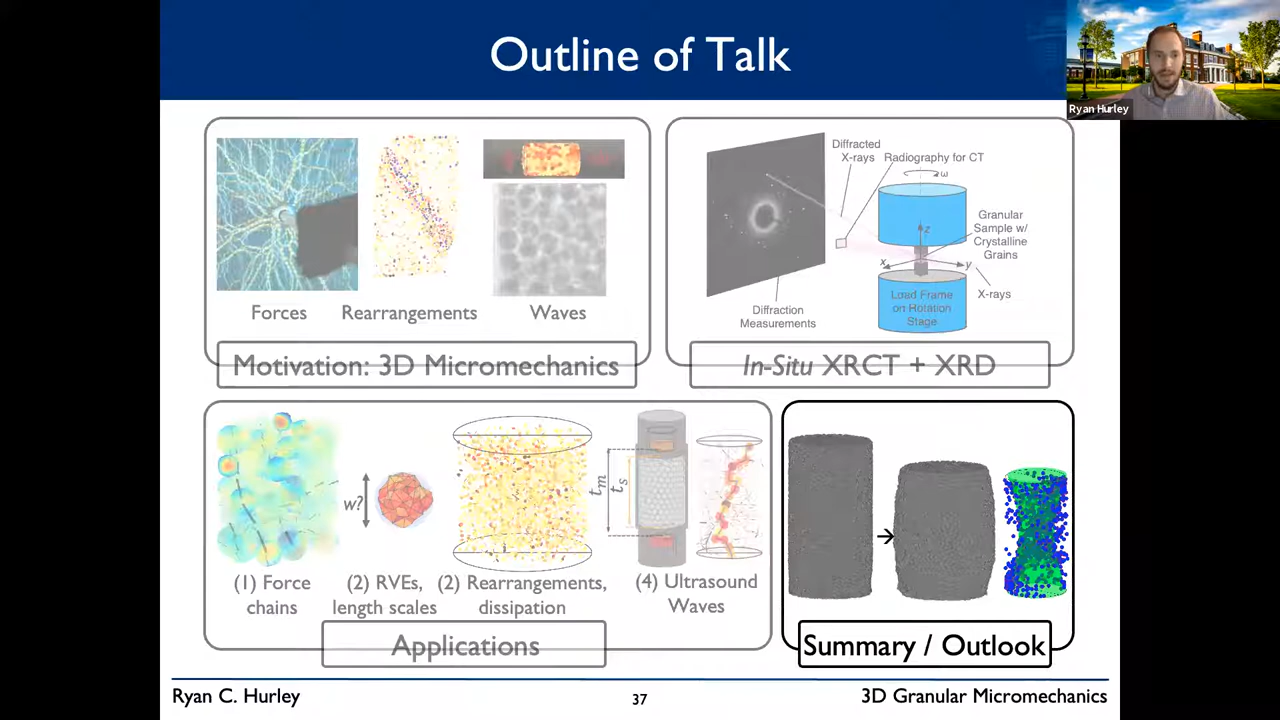 Outline of Talk
Ryan Hurley
Forces
Rearrangements
Waves
Motivation: 3D Micromechanics
Diffracted
X-rays
Radiography for CT
ω
Granular
Sample w/
Crystalline
Grains
z
x
y
X-rays
Load Frame
on Rotation
Stage
Diffraction
Measurements
In-Situ XRCT + XRD
w?
tm
ts
(1) Force
chains
(2) RVEs,
length scales
(2) Rearrangements,
dissipation
(4) Ultrasound
Waves
Applications
Summary / Outlook
Ryan C. Hurley
37
3D Granular Micromechanics